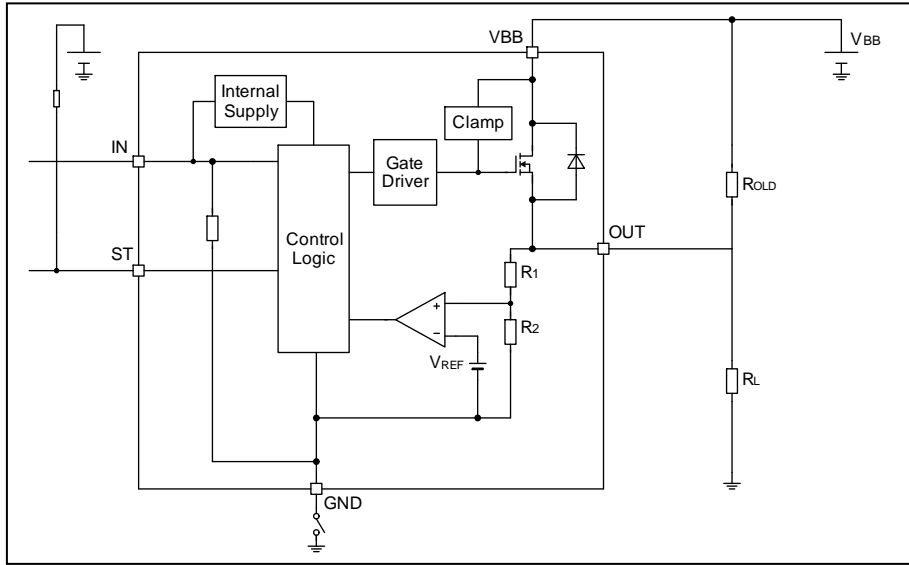 VBB
VBB
Internal
Supply
Clamp
IN
Gate
Driver
ROLD
OUT
ST
Control
Logic
R1
+
R2
−
VREF
RL
GND